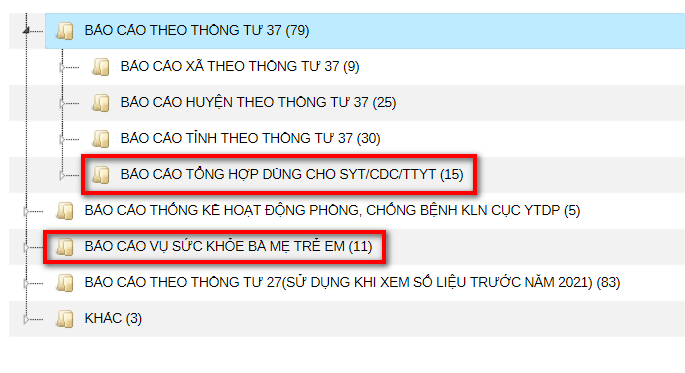 BÁO CÁO THEO THÔNG TƯ 37 (79)
BÁO CÁO XÃ THEO THÔNG TƯ 37 (9)
BÁO CÁO HUYỆN THEO THÔNG TƯ 37 (25)
BÁO CÁO TỈNH THEO THÔNG TƯ 37 (30)
BÁO CÁO TỔNG HỢP DÙNG CHO SYT/CDC/TTYT (15)
BÁO CÁO THỐNG KÊ HOẠT ĐỘNG PHÒNG, CHỐNG BỆNH KLN CỤC YTDP (5)
BÁO CÁO VỤ SỨC KHỎE BÀ MẸ TRẺ EM (11)
BÁO CÁO THEO THÔNG TƯ 27(SỬ DỤNG KHI XEM SỐ LIỆU TRƯỚC NĂM 2021) (83)
KHÁC (3)